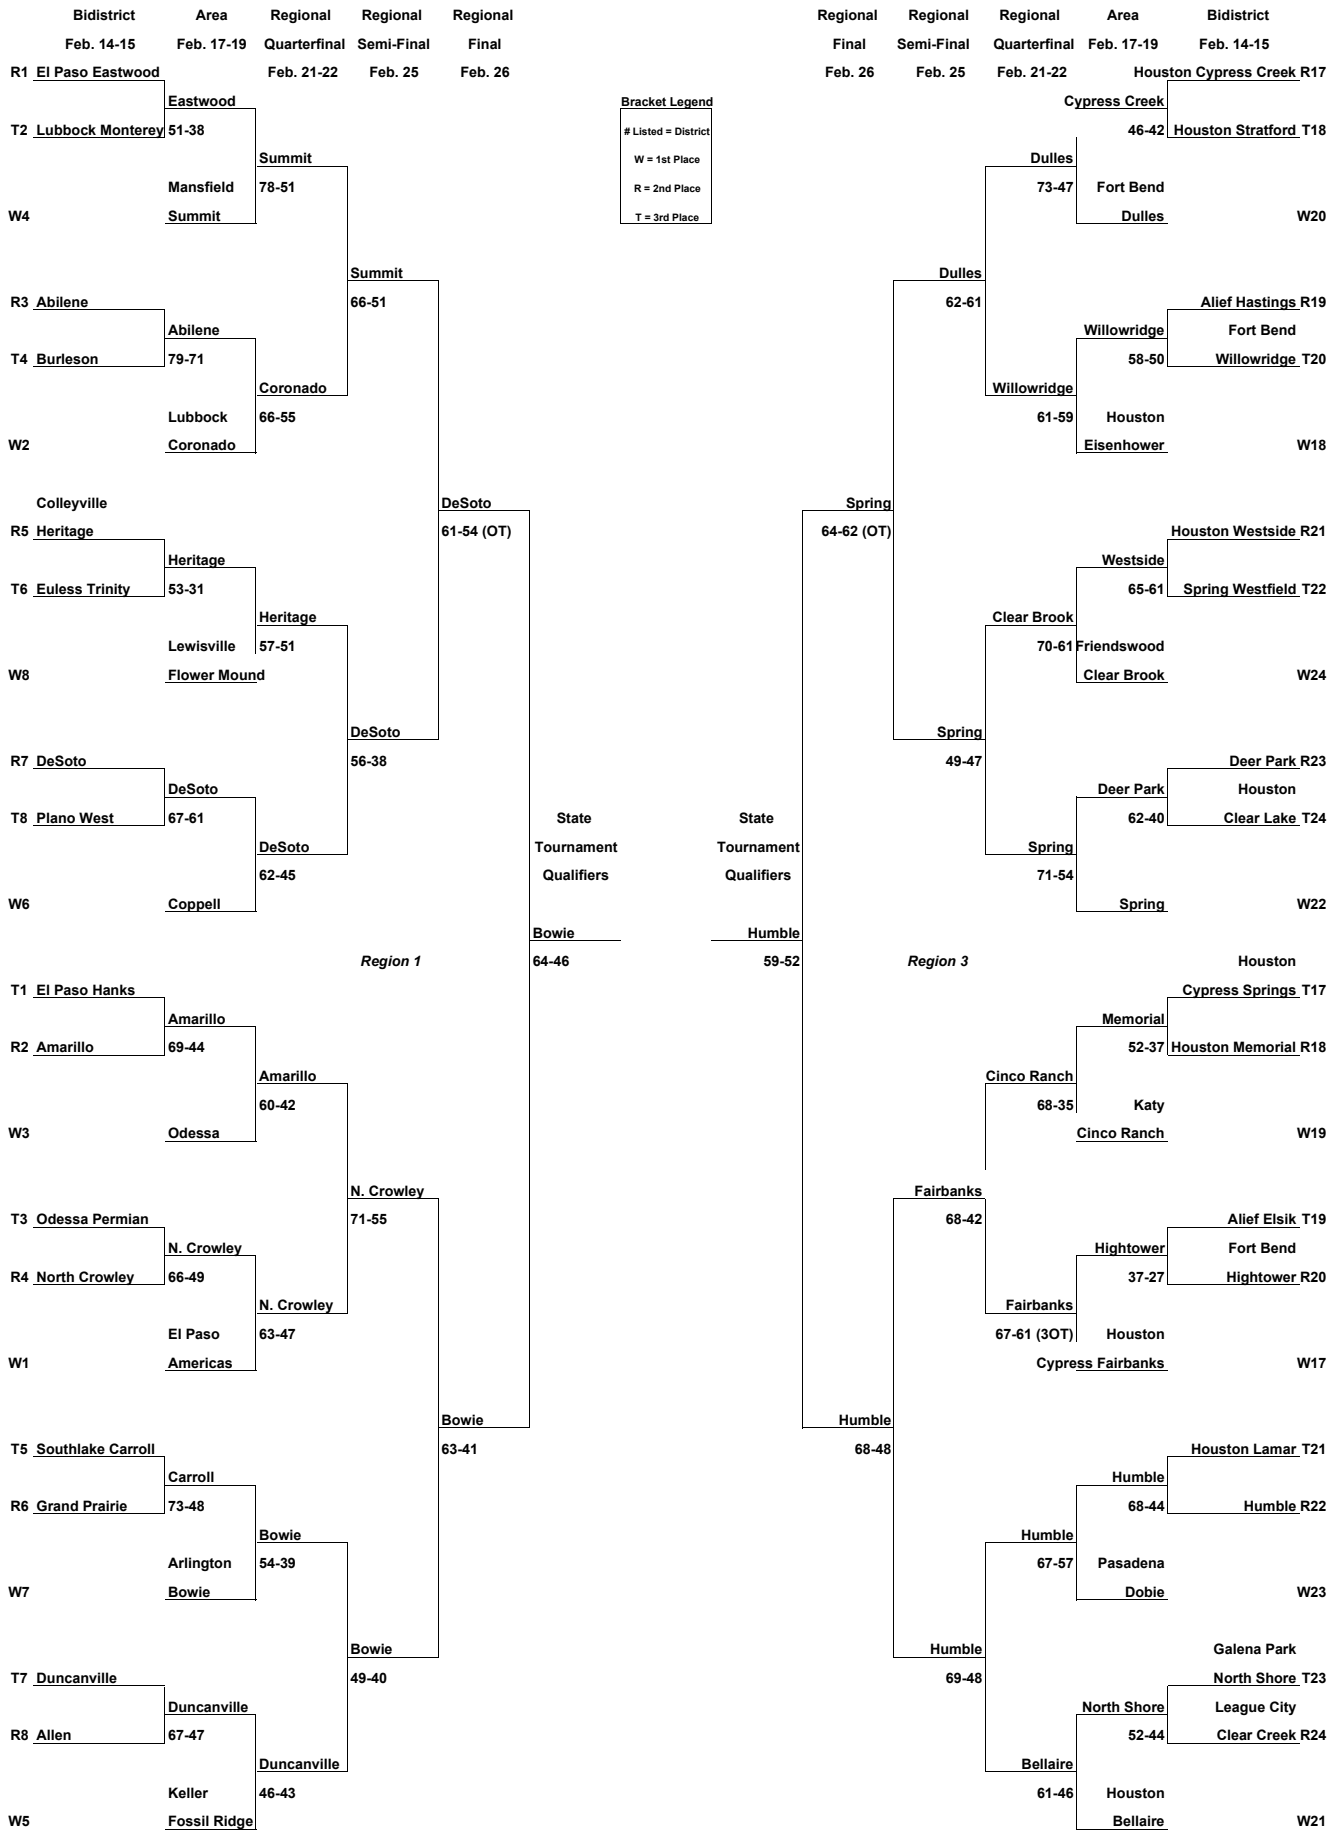 Bidistrict Area Regional Regional Regional Regional Regional Regional Area Bidistrict
Feb. 14-15 Feb. 17-19 Quarterfinal Semi-Final Final Final Semi-Final Quarterfinal Feb. 17-19 Feb. 14-15
R1 El Paso Eastwood Feb. 21-22 Feb. 25 Feb. 26 Feb. 26 Feb. 25 Feb. 21-22 Houston Cypress Creek R17
Eastwood Bracket Legend Cypress Creek
T2 Lubbock Monterey 51-38 # Listed = District 46-42 Houston Stratford T18
Summit W = 1st Place Dulles
Mansfield 78-51 R = 2nd Place 73-47 Fort Bend
W4 Summit T = 3rd Place Dulles W20
Summit Dulles
R3 Abilene 66-51 62-61 Alief Hastings R19
Abilene Willowridge Fort Bend
T4 Burleson 79-71 58-50 Willowridge T20
Coronado Willowridge
Lubbock 66-55 61-59 Houston
W2 Coronado Eisenhower W18
Colleyville DeSoto Spring
R5 Heritage 61-54 (OT) 64-62 (OT) Houston Westside R21
Heritage Westside
T6 Euless Trinity 53-31 65-61 Spring Westfield T22
Heritage Clear Brook
Lewisville 57-51 70-61 Friendswood
W8 Flower Mound Clear Brook W24
DeSoto Spring
R7 DeSoto 56-38 49-47 Deer Park R23
DeSoto Deer Park Houston
T8 Plano West 67-61 State State 62-40 Clear Lake T24
DeSoto Tournament Tournament Spring
62-45 Qualifiers Qualifiers 71-54
W6 Coppell Spring W22
Bowie Humble
Region 1 64-46 59-52 Region 3 Houston
T1 El Paso Hanks Cypress Springs T17
Amarillo Memorial
R2 Amarillo 69-44 52-37 Houston Memorial R18
Amarillo Cinco Ranch
60-42 68-35 Katy
W3 Odessa Cinco Ranch W19
N. Crowley Fairbanks
T3 Odessa Permian 71-55 68-42 Alief Elsik T19
N. Crowley Hightower Fort Bend
R4 North Crowley 66-49 37-27 Hightower R20
N. Crowley Fairbanks
El Paso 63-47 67-61 (3OT) Houston
W1 Americas Cypress Fairbanks W17
Bowie Humble
T5 Southlake Carroll 63-41 68-48 Houston Lamar T21
Carroll Humble
R6 Grand Prairie 73-48 68-44 Humble R22
Bowie Humble
Arlington 54-39 67-57 Pasadena
W7 Bowie Dobie W23
Bowie Humble Galena Park
T7 Duncanville 49-40 69-48 North Shore T23
Duncanville North Shore League City
R8 Allen 67-47 52-44 Clear Creek R24
Duncanville Bellaire
Keller 46-43 61-46 Houston
W5 Fossil Ridge Bellaire W21